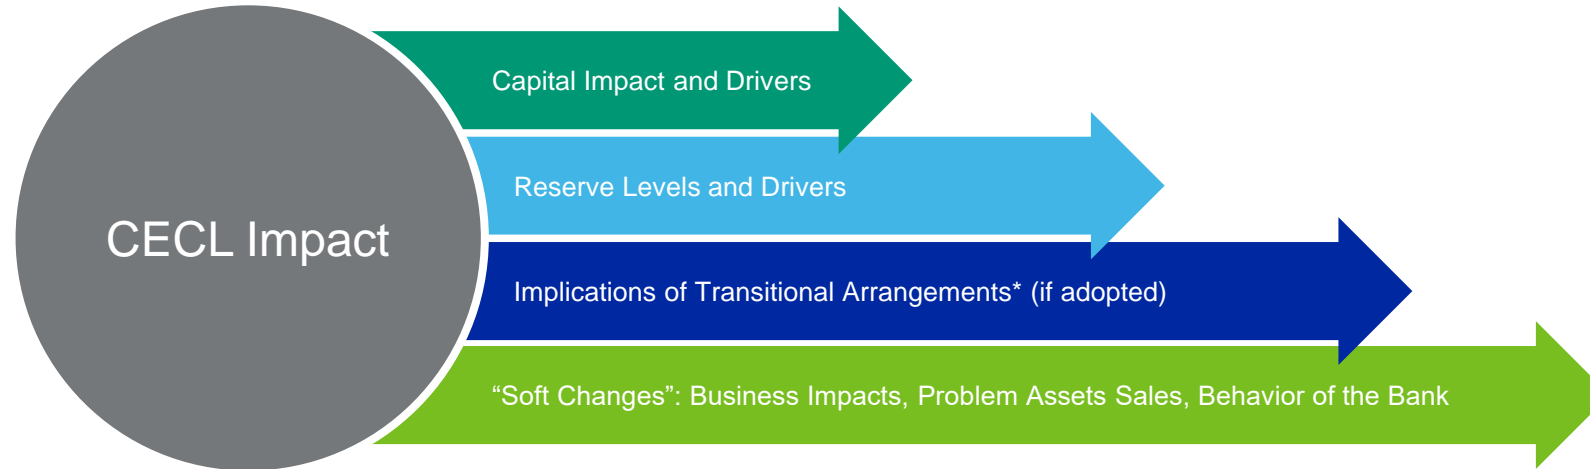 CECL Impact
Capital Impact and Drivers
Reserve Levels and Drivers
Implications of Transitional Arrangements* (if adopted)
“Soft Changes”: Business Impacts, Problem Assets Sales, Behavior of the Bank